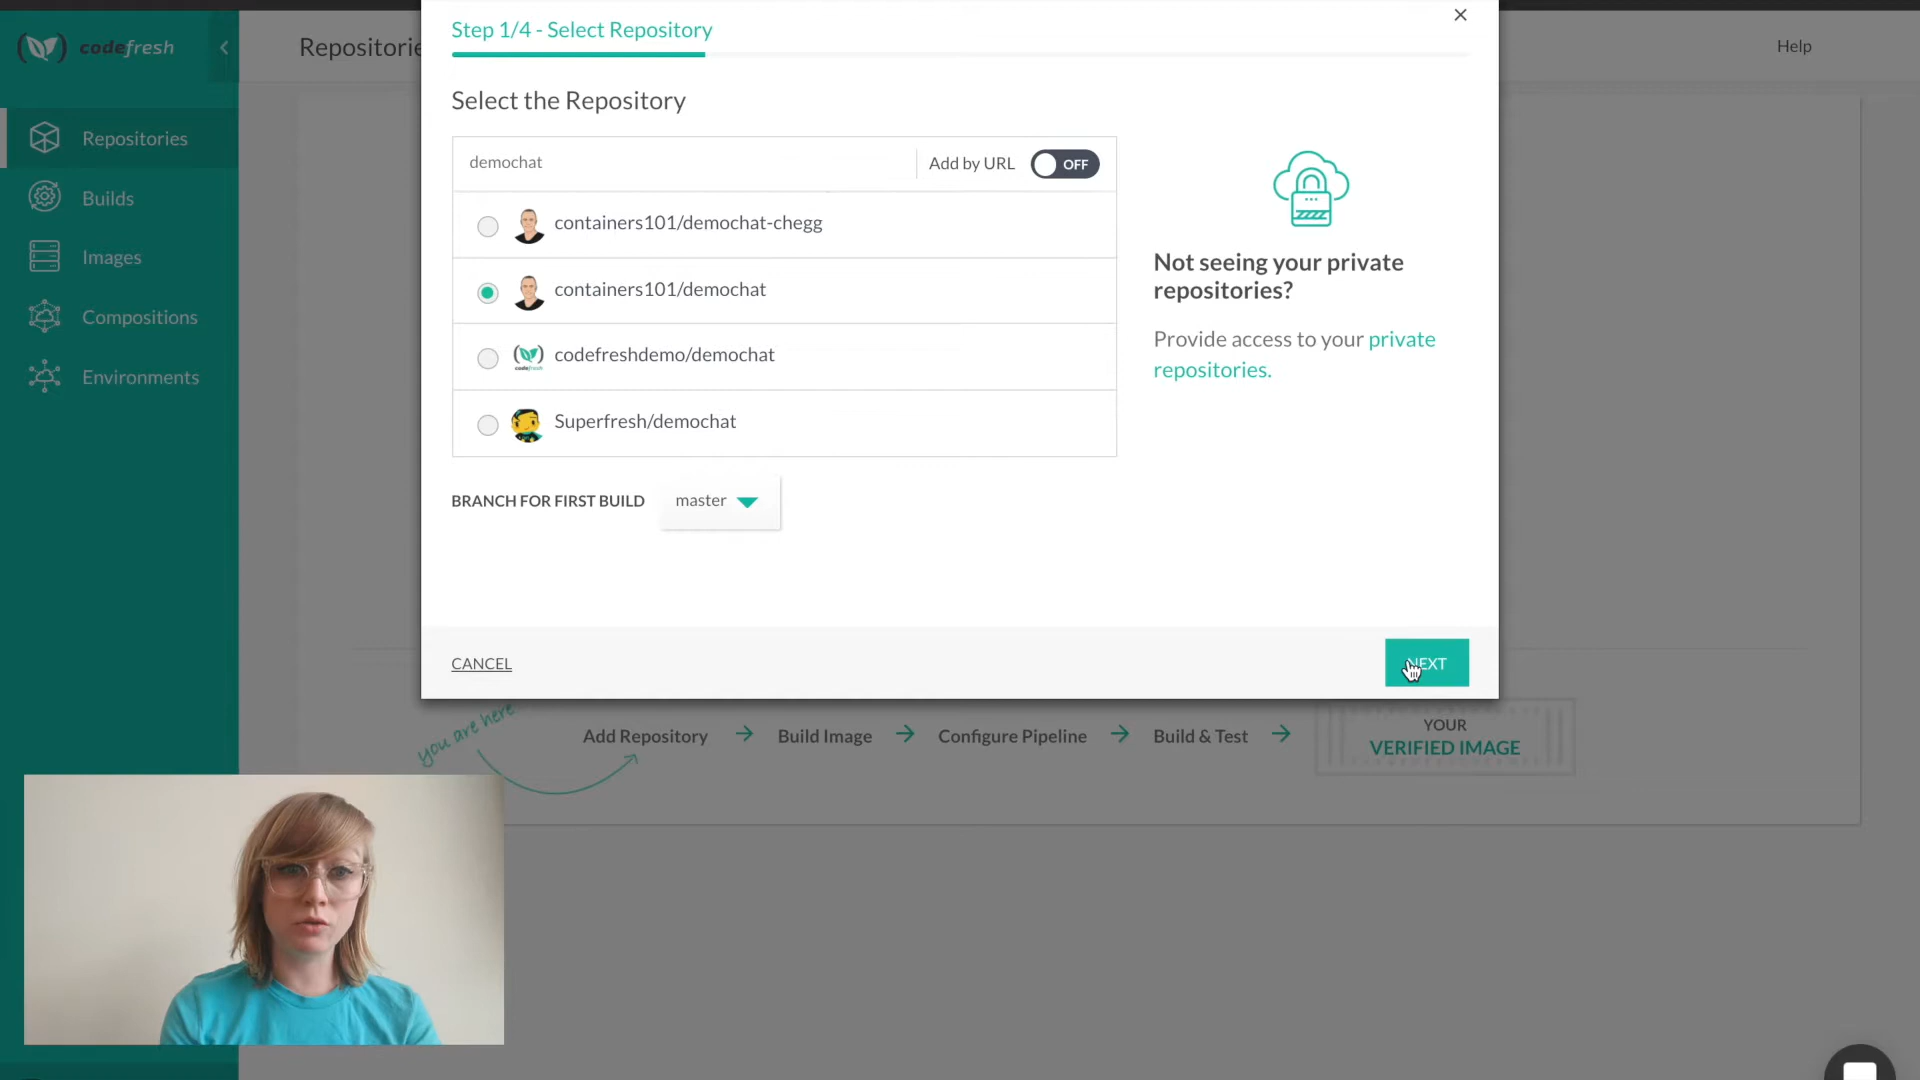 codefresh
Repositorie
Help
Repositories
Builds
Images
Compositions
Environments
Step 1/4 - Select Repository
Select the Repository
demochat
Add by URL
OFF
containers101/demochat-chegg
containers101/demochat
codefreshdemo/demochat
codefresh
Superfresh/demochat
Not seeing your private
repositories?
Provide access to your private
repositories.
BRANCH FOR FIRST BUILD
master
CANCEL
NEXT
you are here...
Add Repository
Build Image
Configure Pipeline
Build & Test
YOUR
VERIFIED IMAGE